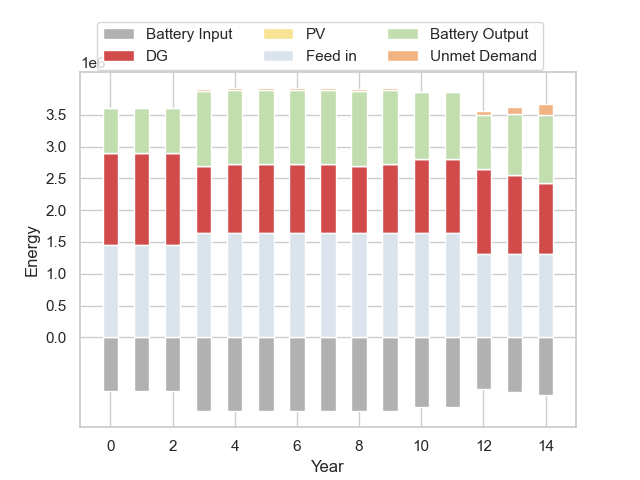 Battery Input PV Battery Output
DG Feed in Unmet Demand
1e6
3.5
3.0
2.5
2.0
1.5
1.0
0.5
0.0
Energy
0 2 4 6 8 10 12 14
Year